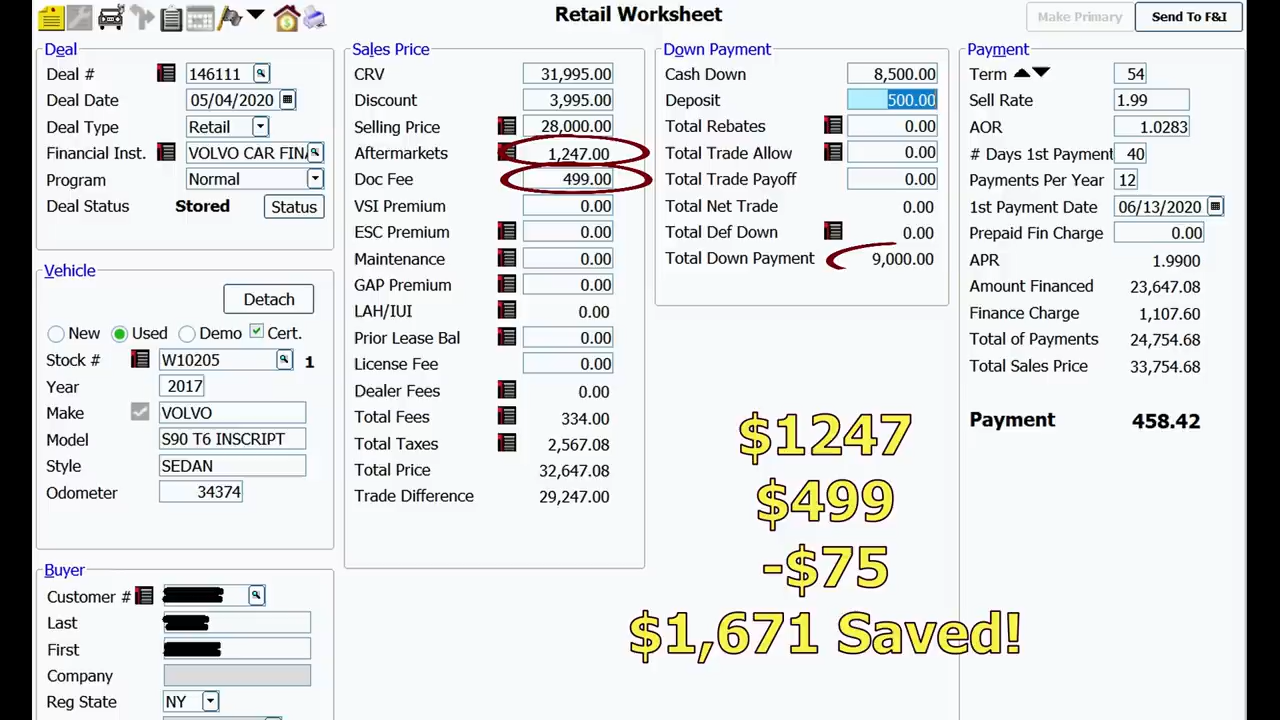 Retail Worksheet
Make Primary
Send To F&I
Deal
Deal # 146111
Deal Date 05/04/2020
Deal Type Retail
Financial Inst. VOLVO CAR FINA
Program Normal
Deal Status Stored Status
Vehicle
Detach
New Used Demo Cert.
Stock # W10205 1
Year 2017
Make VOLVO
Model S90 T6 INSCRIPT
Style SEDAN
Odometer 34374
Buyer
Customer #
Last
First
Company
Reg State NY
Sales Price
CRV 31,995.00
Discount 3,995.00
Selling Price 28,000.00
Aftermarkets 1,247.00
Doc Fee 499.00
VSI Premium 0.00
ESC Premium 0.00
Maintenance 0.00
GAP Premium 0.00
LAH/IUI 0.00
Prior Lease Bal 0.00
License Fee 0.00
Dealer Fees 0.00
Total Fees 334.00
Total Taxes 2,567.08
Total Price 32,647.08
Trade Difference 29,247.00
Down Payment
Cash Down 8,500.00
Deposit 500.00
Total Rebates 0.00
Total Trade Allow 0.00
Total Trade Payoff 0.00
Total Net Trade 0.00
Total Def Down 0.00
Total Down Payment 9,000.00
Payment
Term 54
Sell Rate 1.99
AOR 1.0283
# Days 1st Payment 40
Payments Per Year 12
1st Payment Date 06/13/2020
Prepaid Fin Charge 0.00
APR 1.9900
Amount Financed 23,647.08
Finance Charge 1,107.60
Total of Payments 24,754.68
Total Sales Price 33,754.68
Payment 458.42
$1247
$499
-$75
$1,671 Saved!